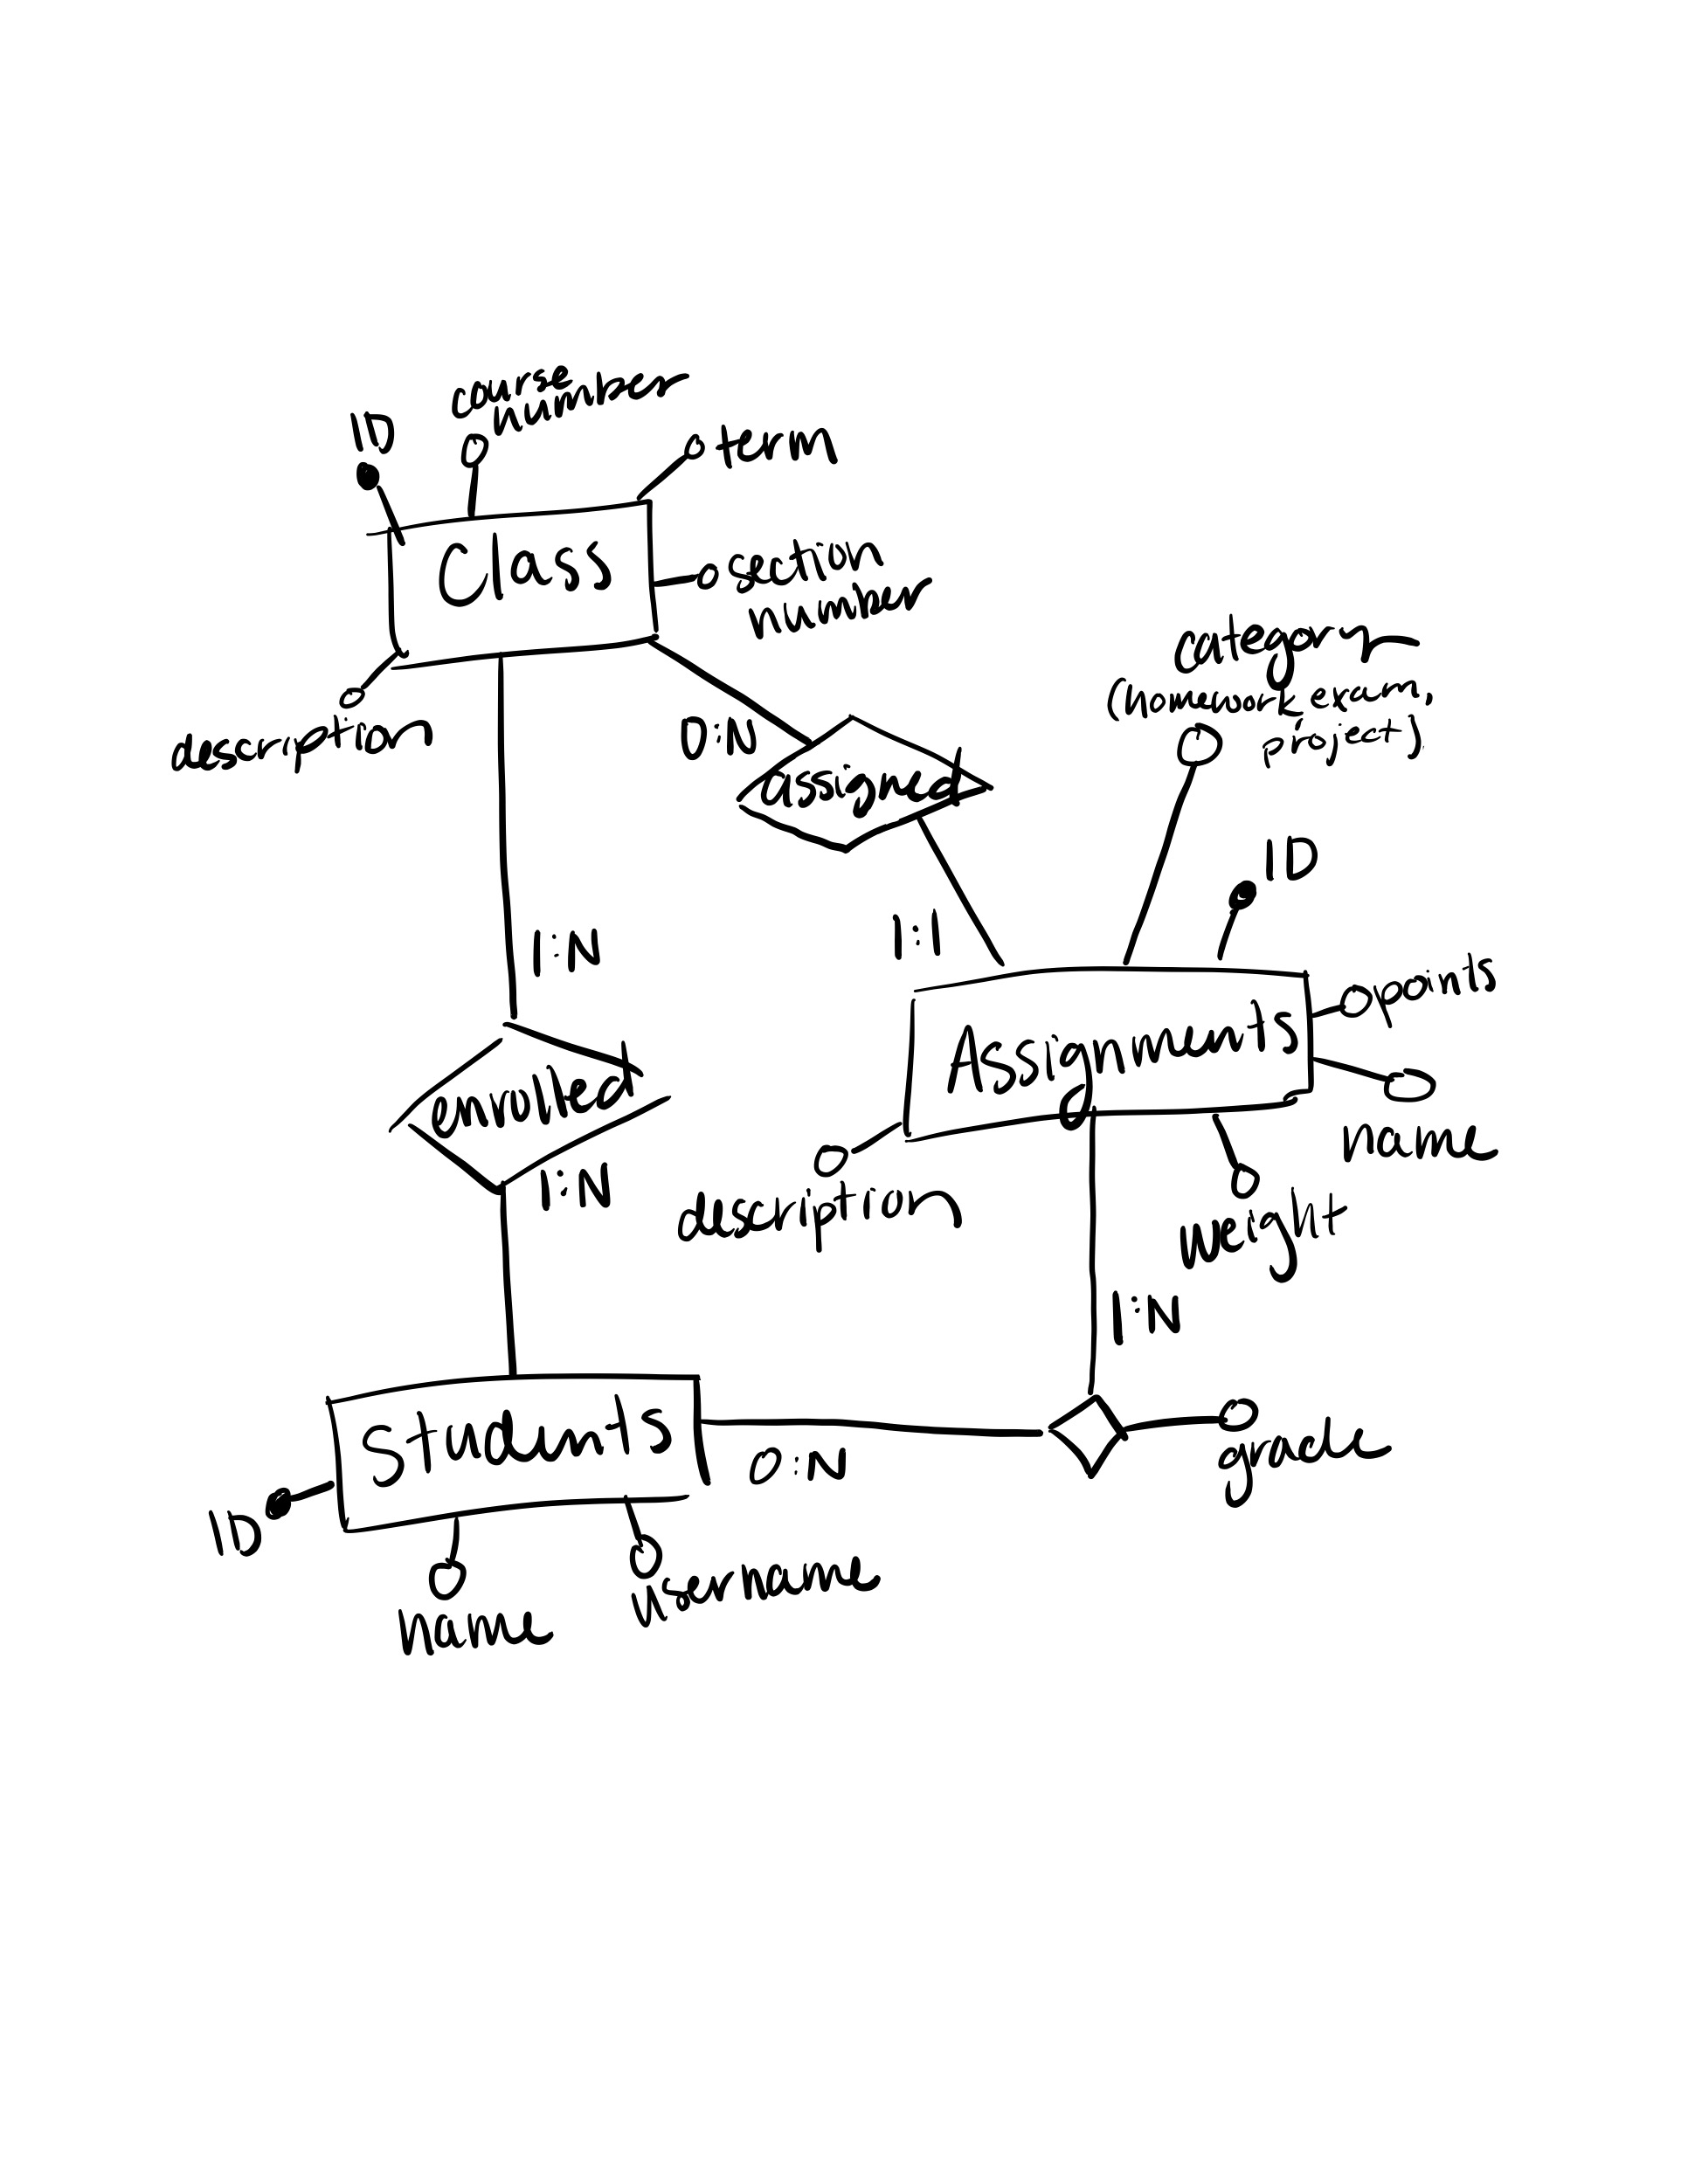 course
number
ID
term
Class
section
number
description
0:N
assigned
category
(homework, exam,
project)
ID
1:1
1:N
points
Assignments
name
enrolled
1:N
description
weight
1:N
Students
0:N
grade
ID
name
username